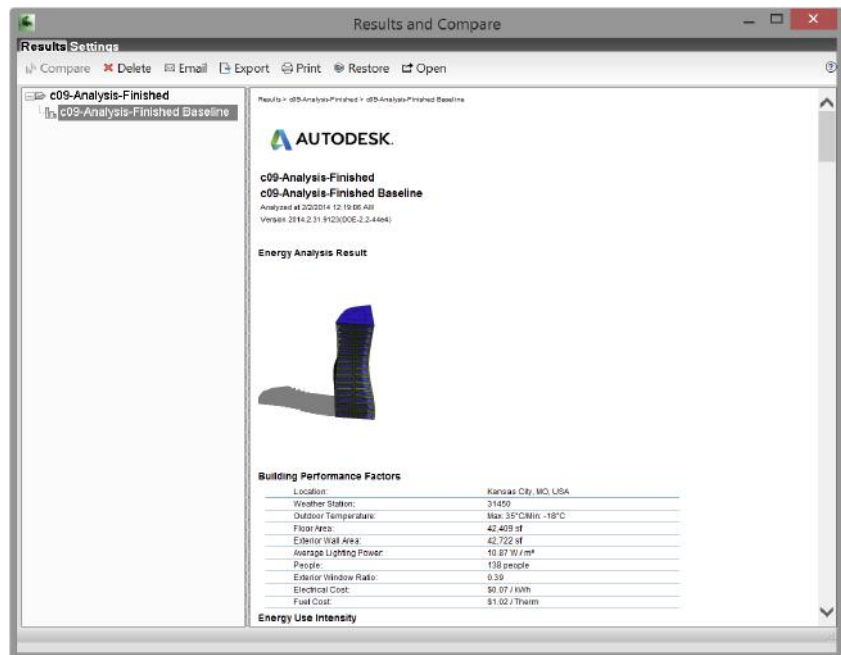 Results and Compare
Results Settings
Compare Delete Email Export Print Restore Open
c09-Analysis-Finished
c09-Analysis-Finished Baseline
Results > c09-Analysis-Finished > c09-Analysis-Finished Baseline
AUTODESK.
c09-Analysis-Finished
c09-Analysis-Finished Baseline
Analyzed at 2/2/2014 12:19:06 AM
Version 2014.2.31.9123(DOE-2.2-44e4)
Energy Analysis Result
Building Performance Factors
Location: Kansas City, MO, USA
Weather Station: 31450
Outdoor Temperature: Max: 35°C/Min: -18°C
Floor Area: 42,409 sf
Exterior Wall Area: 42,722 sf
Average Lighting Power: 10.87 W / m²
People: 138 people
Exterior Window Ratio: 0.39
Electrical Cost: $0.07 / kWh
Fuel Cost: $1.02 / Therm
Energy Use Intensity